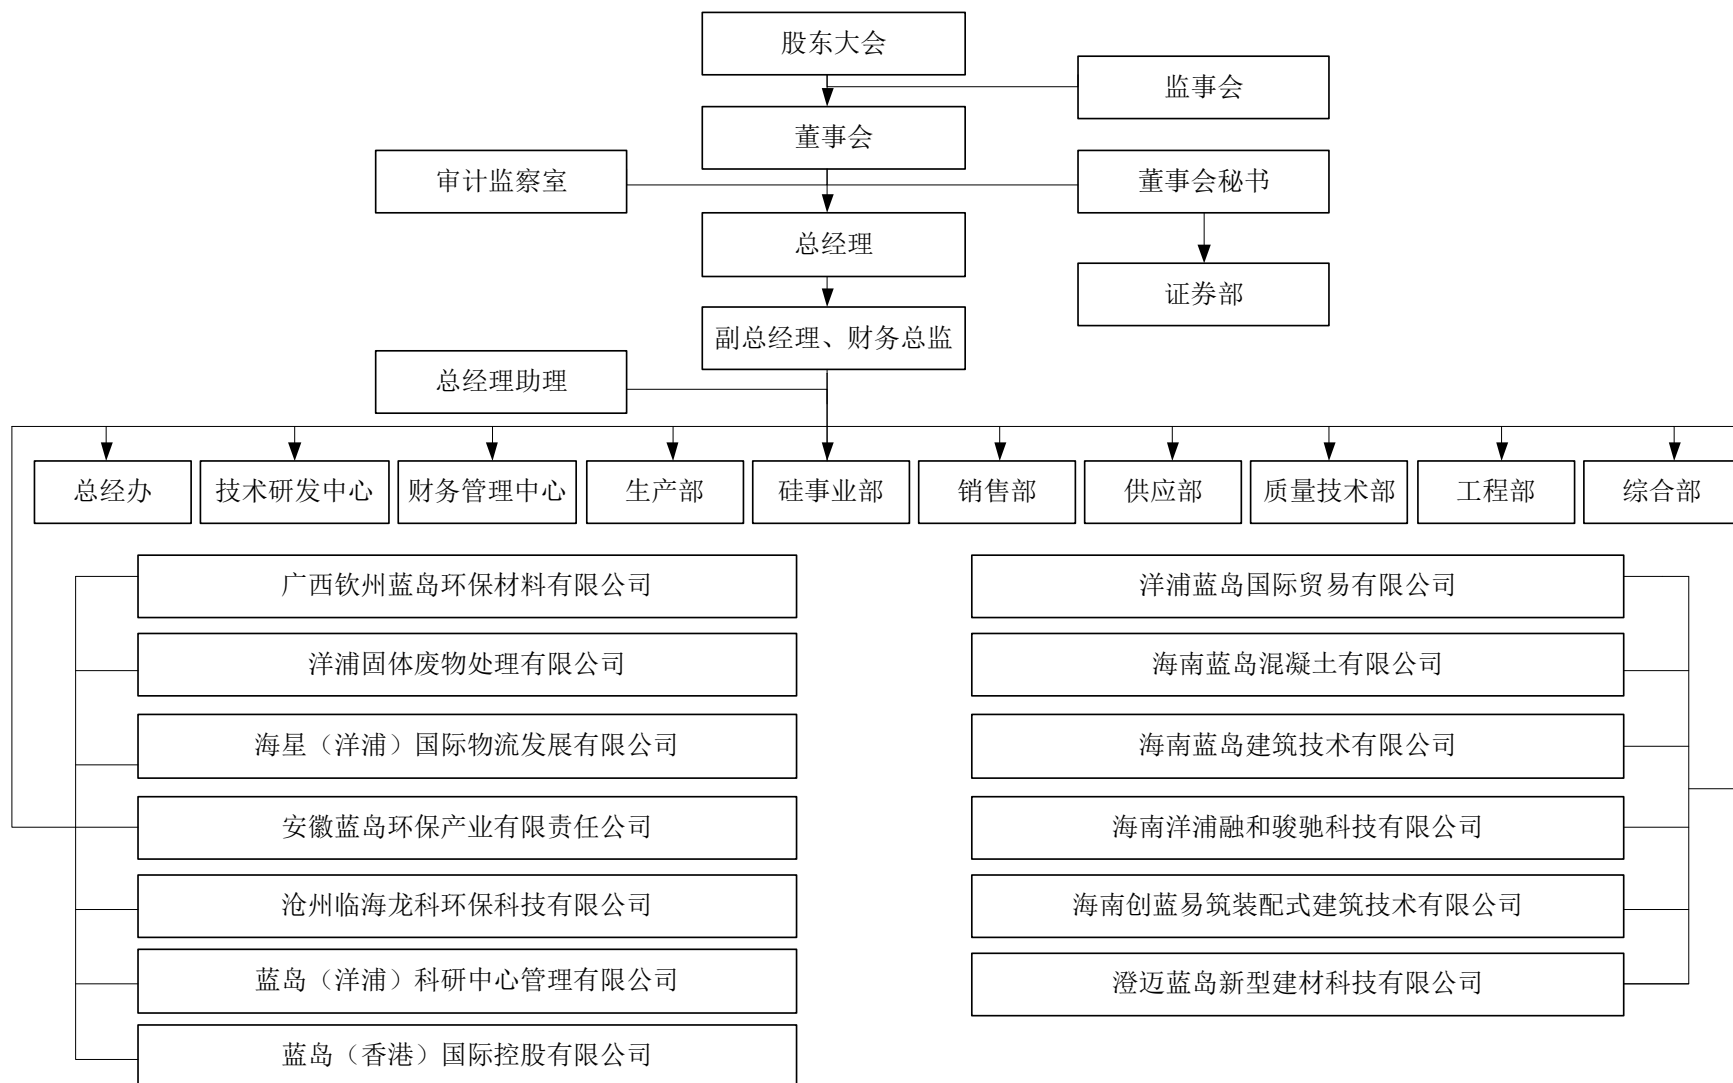 股东大会
监事会
董事会
审计监察室
董事会秘书
总经理
证券部
副总经理、财务总监
总经理助理
总经办
技术研发中心
财务管理中心
生产部
硅事业部
销售部
供应部
质量技术部
工程部
综合部
广西钦州蓝岛环保材料有限公司
洋浦固体废物处理有限公司
海星（洋浦）国际物流发展有限公司
安徽蓝岛环保产业有限责任公司
沧州临海龙科环保科技有限公司
蓝岛（洋浦）科研中心管理有限公司
蓝岛（香港）国际控股有限公司
洋浦蓝岛国际贸易有限公司
海南蓝岛混凝土有限公司
海南蓝岛建筑技术有限公司
海南洋浦融和骏驰科技有限公司
海南创蓝易筑装配式建筑技术有限公司
澄迈蓝岛新型建材科技有限公司